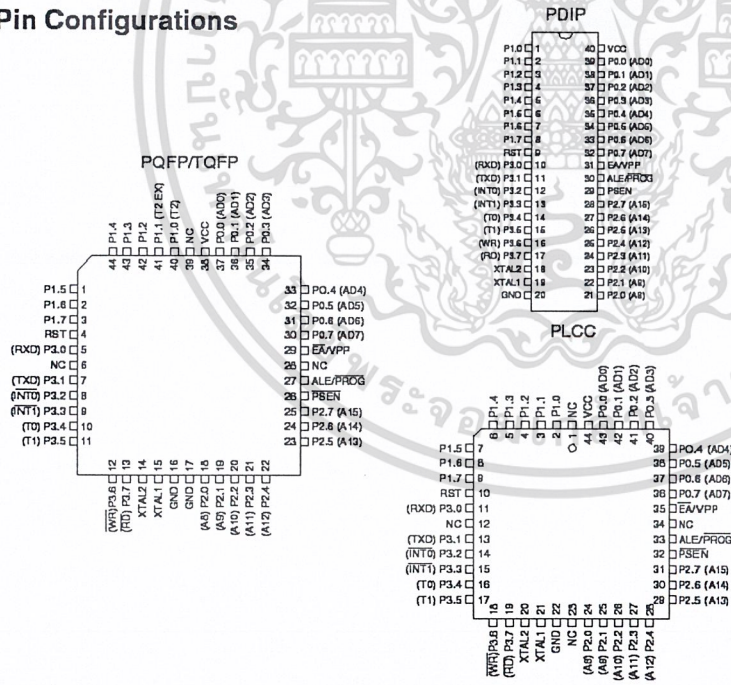 Pin Configurations
PDIP
P1.0 1 40 VCC
P1.1 2 39 P0.0 (AD0)
P1.2 3 38 P0.1 (AD1)
P1.3 4 37 P0.2 (AD2)
P1.4 5 36 P0.3 (AD3)
P1.5 6 35 P0.4 (AD4)
P1.6 7 34 P0.5 (AD5)
P1.7 8 33 P0.6 (AD6)
RST 9 32 P0.7 (AD7)
(RXD) P3.0 10 31 EA/VPP
(TXD) P3.1 11 30 ALE/PROG
(INT0) P3.2 12 29 PSEN
(INT1) P3.3 13 28 P2.7 (A15)
(T0) P3.4 14 27 P2.6 (A14)
(T1) P3.5 15 26 P2.5 (A13)
(WR) P3.6 16 25 P2.4 (A12)
(RD) P3.7 17 24 P2.3 (A11)
XTAL2 18 23 P2.2 (A10)
XTAL1 19 22 P2.1 (A9)
GND 20 21 P2.0 (A8)
PQFP/TQFP
P1.4 P1.3 P1.2 P1.1 (T2 EX) P1.0 (T2) NC VCC P0.0 (AD0) P0.1 (AD1) P0.2 (AD2) P0.3 (AD3)
44 43 42 41 40 39 38 37 36 35 34
P1.5 1 33 P0.4 (AD4)
P1.6 2 32 P0.5 (AD5)
P1.7 3 31 P0.6 (AD6)
RST 4 30 P0.7 (AD7)
(RXD) P3.0 5 29 EA/VPP
NC 6 28 NC
(TXD) P3.1 7 27 ALE/PROG
(INT0) P3.2 8 26 PSEN
(INT1) P3.3 9 25 P2.7 (A15)
(T0) P3.4 10 24 P2.6 (A14)
(T1) P3.5 11 23 P2.5 (A13)
12 13 14 15 16 17 18 19 20 21 22
(WR) P3.6 (RD) P3.7 XTAL2 XTAL1 GND GND (A8) P2.0 (A9) P2.1 (A10) P2.2 (A11) P2.3 (A12) P2.4
PLCC
P1.4 P1.3 P1.2 P1.1 P1.0 NC VCC P0.0 (AD0) P0.1 (AD1) P0.2 (AD2) P0.3 (AD3)
6 5 4 3 2 1 44 43 42 41 40
P1.5 7 39 P0.4 (AD4)
P1.6 8 38 P0.5 (AD5)
P1.7 9 37 P0.6 (AD6)
RST 10 36 P0.7 (AD7)
(RXD) P3.0 11 35 EA/VPP
NC 12 34 NC
(TXD) P3.1 13 33 ALE/PROG
(INT0) P3.2 14 32 PSEN
(INT1) P3.3 15 31 P2.7 (A15)
(T0) P3.4 16 30 P2.6 (A14)
(T1) P3.5 17 29 P2.5 (A13)
18 19 20 21 22 23 24 25 26 27 28
(WR) P3.6 (RD) P3.7 XTAL2 XTAL1 GND NC (A8) P2.0 (A9) P2.1 (A10) P2.2 (A11) P2.3 (A12) P2.4